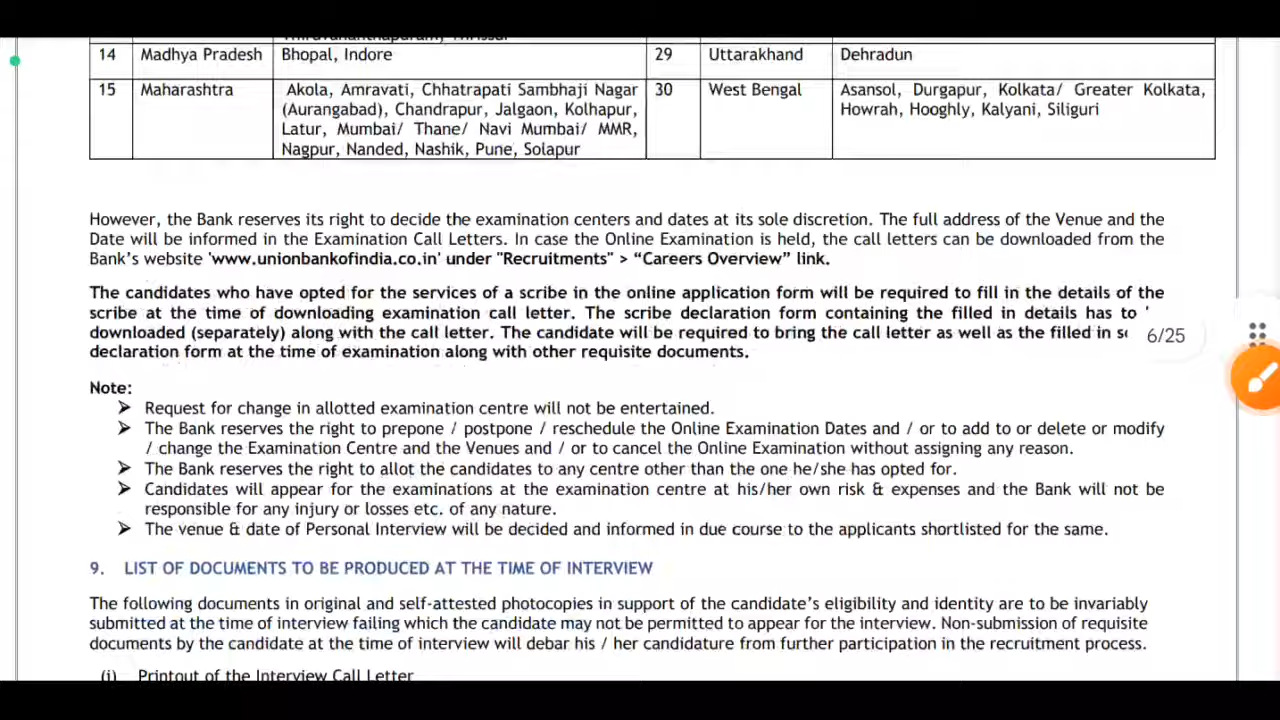 14 Madhya Pradesh Bhopal, Indore 29 Uttarakhand Dehradun
15 Maharashtra Akola, Amravati, Chhatrapati Sambhaji Nagar 30 West Bengal Asansol, Durgapur, Kolkata/ Greater Kolkata,
(Aurangabad), Chandrapur, Jalgaon, Kolhapur, Howrah, Hooghly, Kalyani, Siliguri
Latur, Mumbai/ Thane/ Navi Mumbai/ MMR,
Nagpur, Nanded, Nashik, Pune, Solapur
However, the Bank reserves its right to decide the examination centers and dates at its sole discretion. The full address of the Venue and the
Date will be informed in the Examination Call Letters. In case the Online Examination is held, the call letters can be downloaded from the
Bank’s website 'www.unionbankofindia.co.in' under "Recruitments" > “Careers Overview” link.
The candidates who have opted for the services of a scribe in the online application form will be required to fill in the details of the
scribe at the time of downloading examination call letter. The scribe declaration form containing the filled in details has to
downloaded (separately) along with the call letter. The candidate will be required to bring the call letter as well as the filled in
6/25
declaration form at the time of examination along with other requisite documents.
Note:
➢ Request for change in allotted examination centre will not be entertained.
➢ The Bank reserves the right to prepone / postpone / reschedule the Online Examination Dates and / or to add to or delete or modify
/ change the Examination Centre and the Venues and / or to cancel the Online Examination without assigning any reason.
➢ The Bank reserves the right to allot the candidates to any centre other than the one he/she has opted for.
➢ Candidates will appear for the examinations at the examination centre at his/her own risk & expenses and the Bank will not be
responsible for any injury or losses etc. of any nature.
➢ The venue & date of Personal Interview will be decided and informed in due course to the applicants shortlisted for the same.
9. LIST OF DOCUMENTS TO BE PRODUCED AT THE TIME OF INTERVIEW
The following documents in original and self-attested photocopies in support of the candidate’s eligibility and identity are to be invariably
submitted at the time of interview failing which the candidate may not be permitted to appear for the interview. Non-submission of requisite
documents by the candidate at the time of interview will debar his / her candidature from further participation in the recruitment process.
(i) Printout of the Interview Call Letter